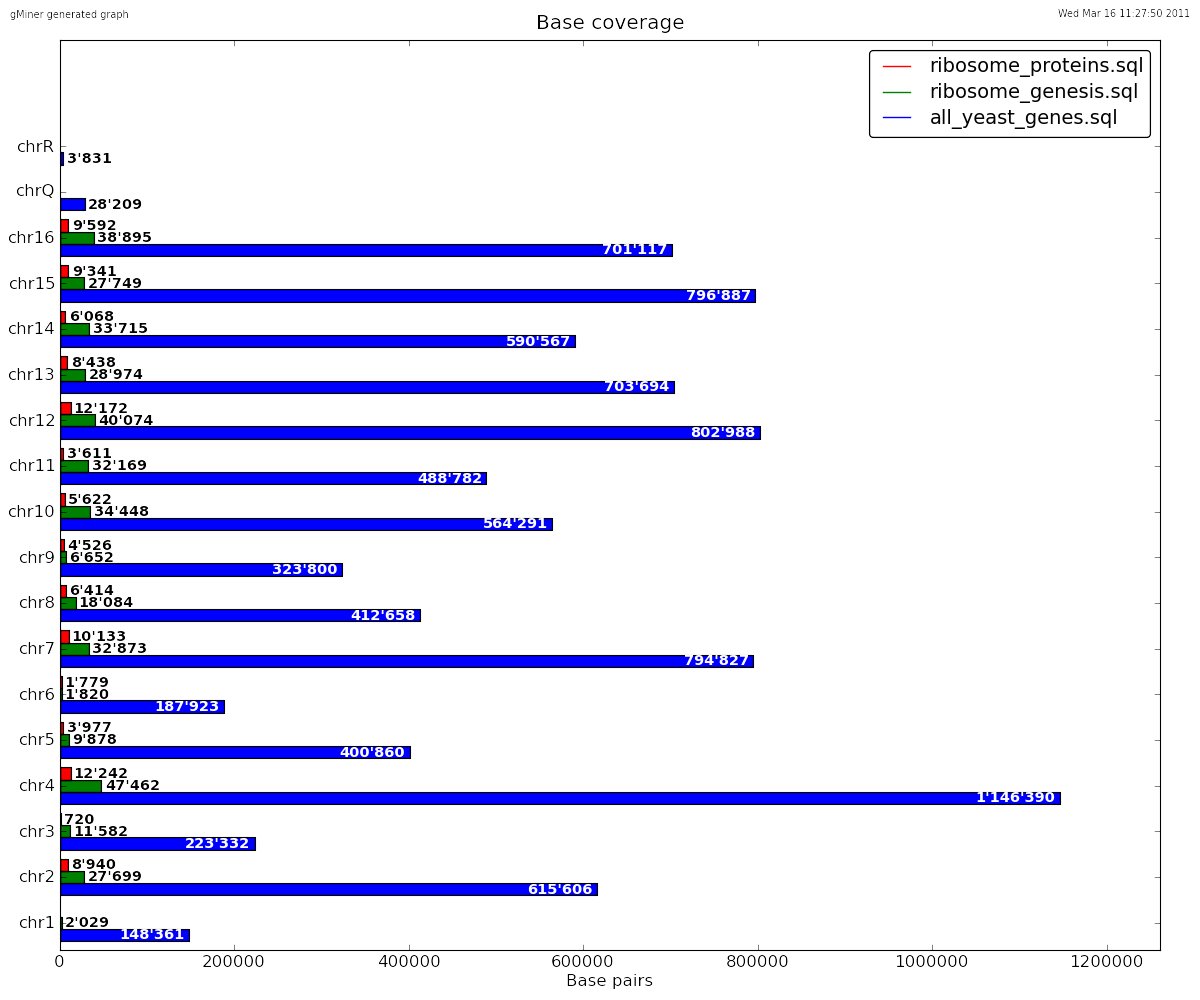 gMiner generated graph
Wed Mar 16 11:27:50 2011
Base coverage
ribosome_proteins.sql
ribosome_genesis.sql
all_yeast_genes.sql
chrR
3'831
chrQ
28'209
9'592
chr16
38'895
701'117
9'341
chr15
27'749
796'887
6'068
chr14
33'715
590'567
8'438
chr13
28'974
703'694
12'172
chr12
40'074
802'988
3'611
chr11
32'169
488'782
5'622
chr10
34'448
564'291
4'526
chr9
6'652
323'800
6'414
chr8
18'084
412'658
10'133
chr7
32'873
794'827
1'779
chr6
1'820
187'923
3'977
chr5
9'878
400'860
12'242
chr4
47'462
1'146'390
720
chr3
11'582
223'332
8'940
chr2
27'699
615'606
chr1
2'029
148'361
0 200000 400000 600000 800000 1000000 1200000
Base pairs